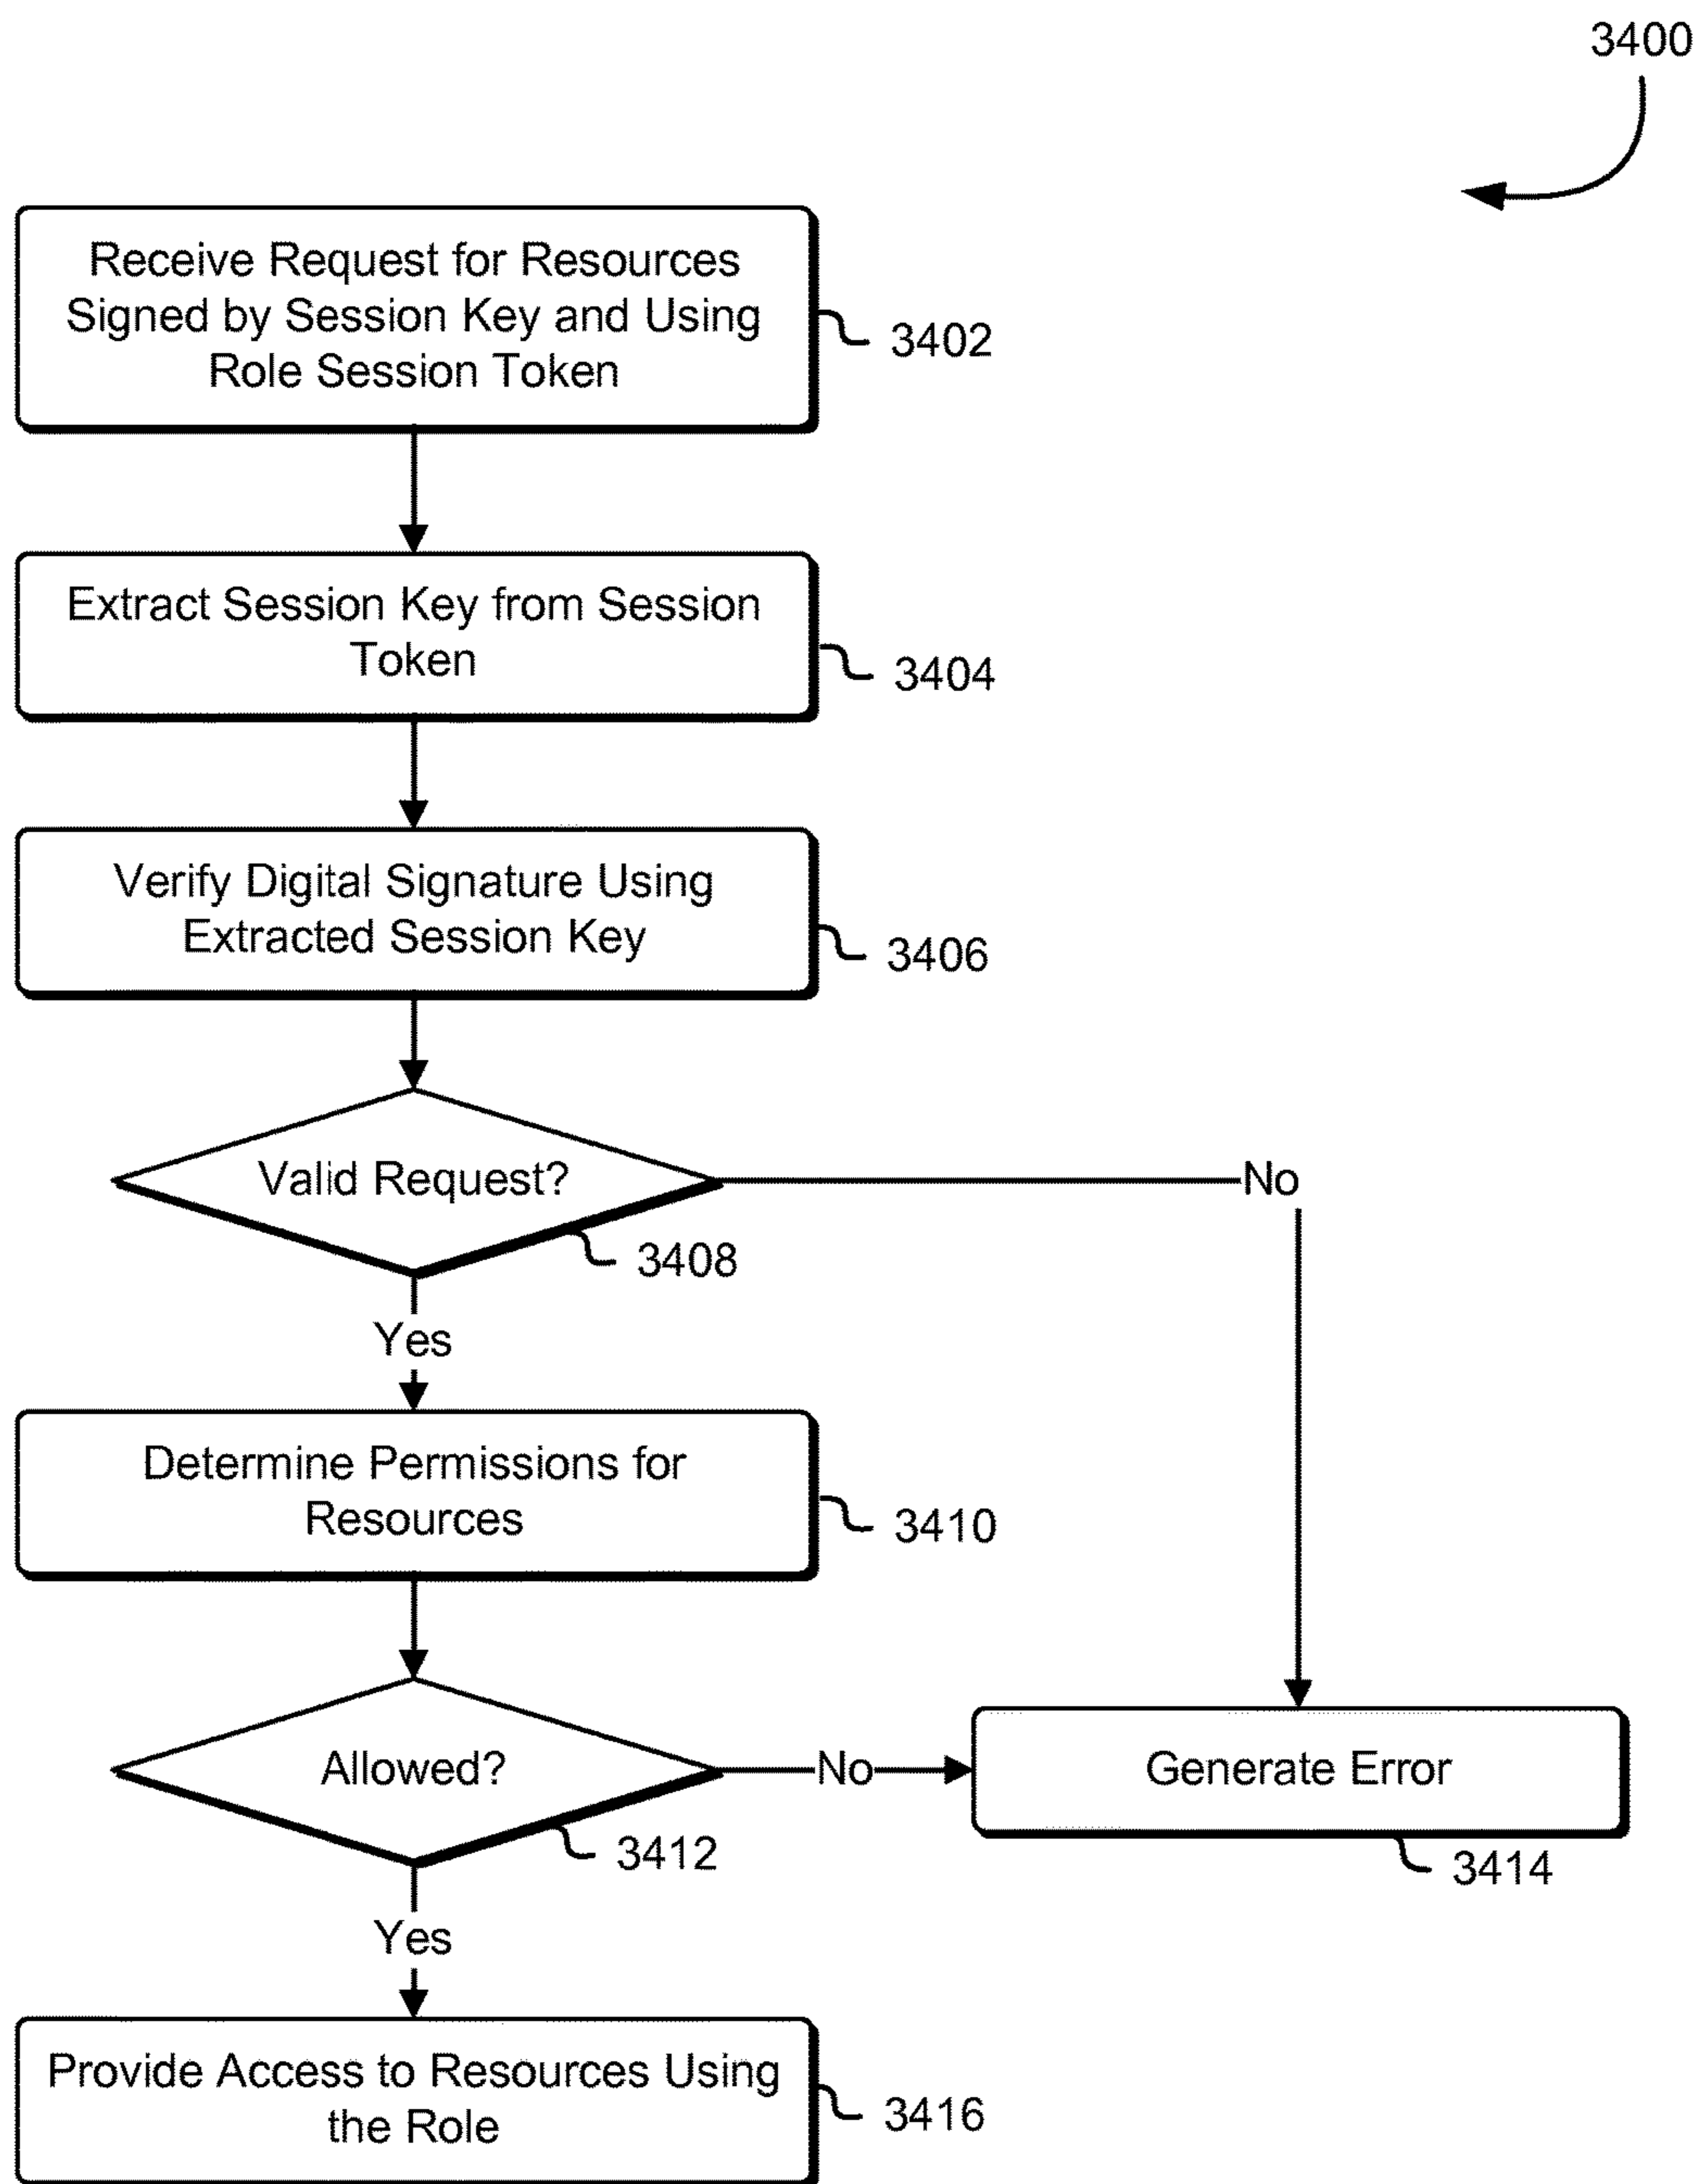 3400
Receive Request for Resources
Signed by Session Key and Using
Role Session Token
3402
Extract Session Key from Session
Token
3404
Verify Digital Signature Using
Extracted Session Key
3406
Valid Request?
No
3408
Yes
Determine Permissions for
Resources
3410
Allowed?
No
Generate Error
3412
3414
Yes
Provide Access to Resources Using
the Role
3416